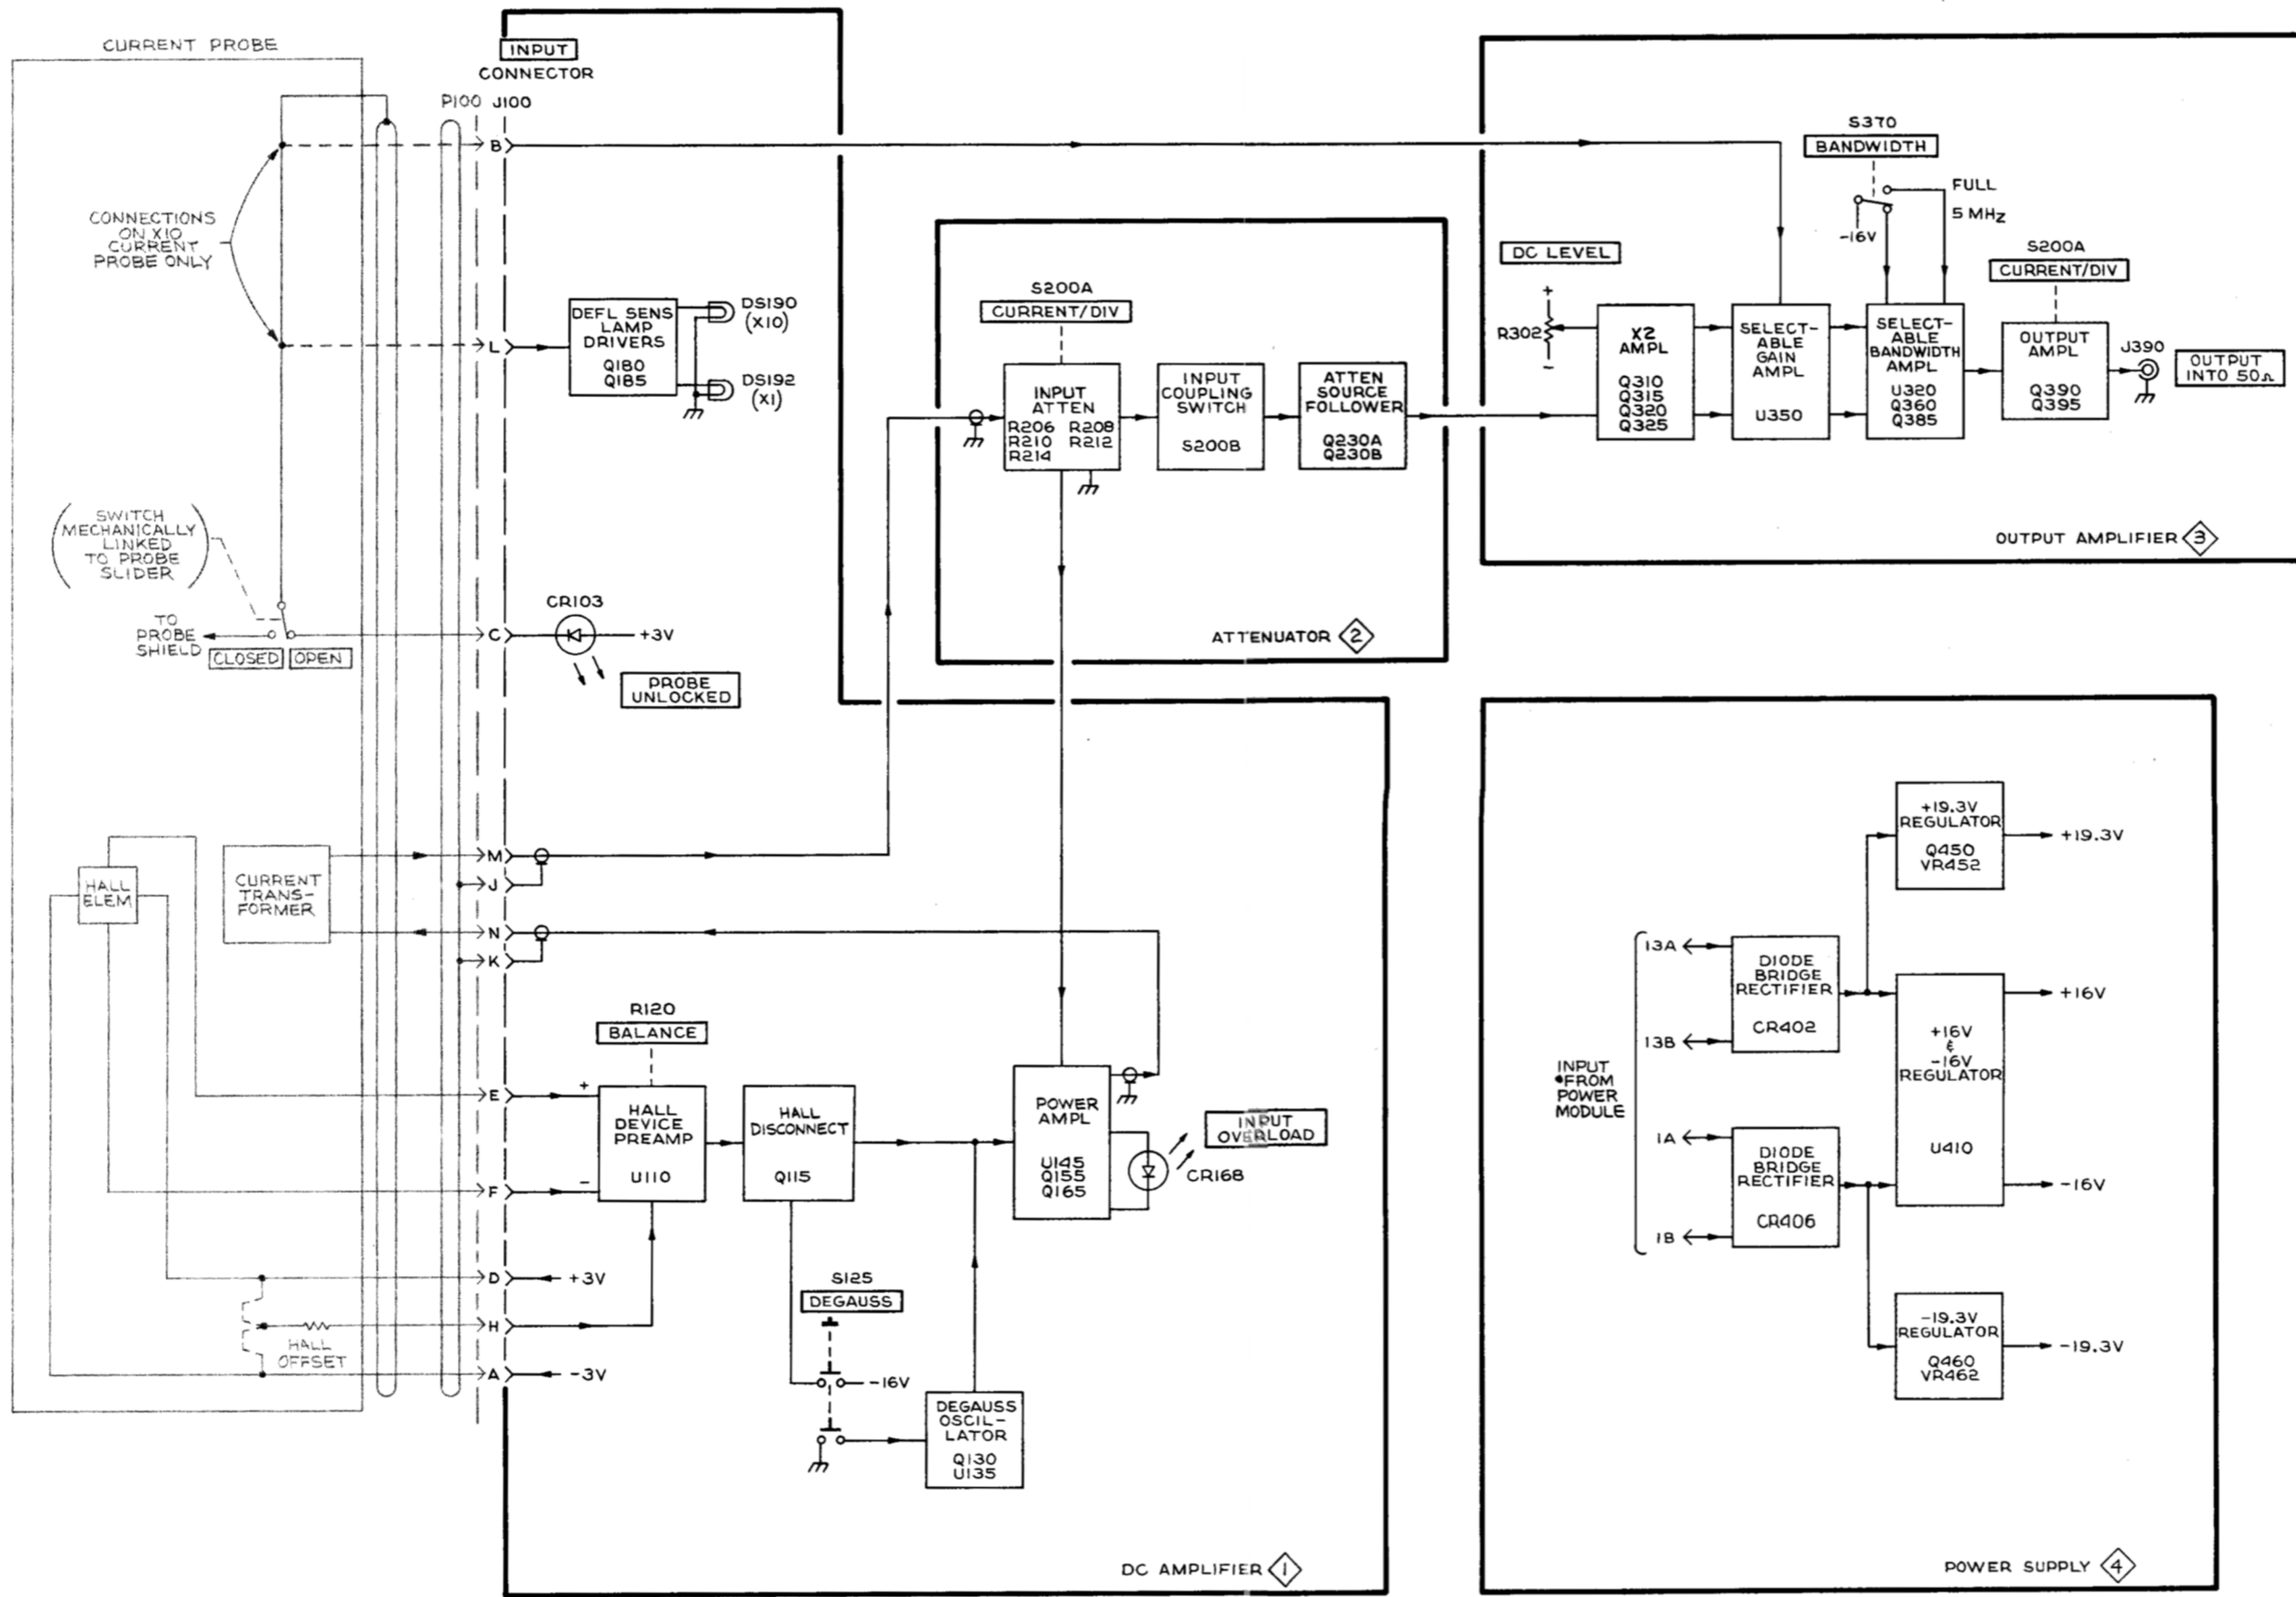 CURRENT PROBE
INPUT
CONNECTOR
P100 J100
B
CONNECTIONS
ON X10
CURRENT
PROBE ONLY
L
DEFL SENS
LAMP
DRIVERS
Q180
Q185
DS190
(X10)
DS192
(X1)
(SWITCH
MECHANICALLY
LINKED
TO PROBE
SLIDER)
TO
PROBE
SHIELD
CLOSED
OPEN
C
CR103
+3V
PROBE
UNLOCKED
HALL
ELEM
CURRENT
TRANS-
FORMER
M
J
N
K
E
F
D
H
A
+3V
-3V
HALL
OFFSET
R120
BALANCE
+
-
HALL
DEVICE
PREAMP
U110
HALL
DISCONNECT
Q115
S125
DEGAUSS
-16V
DEGAUSS
OSCIL-
LATOR
Q130
U135
POWER
AMPL
U145
Q155
Q165
INPUT
OVERLOAD
CR168
DC AMPLIFIER 1
S200A
CURRENT/DIV
INPUT
ATTEN
R206 R208
R210 R212
R214
INPUT
COUPLING
SWITCH
S200B
ATTEN
SOURCE
FOLLOWER
Q230A
Q230B
ATTENUATOR 2
DC LEVEL
+
R302
-
X2
AMPL
Q310
Q315
Q320
Q325
SELECT-
ABLE
GAIN
AMPL
U350
S370
BANDWIDTH
FULL
5 MHz
-16V
SELECT-
ABLE
BANDWIDTH
AMPL
U320
Q360
Q385
S200A
CURRENT/DIV
OUTPUT
AMPL
Q390
Q395
J390
OUTPUT
INTO 50Ω
OUTPUT AMPLIFIER 3
INPUT
FROM
POWER
MODULE
13A
13B
1A
1B
DIODE
BRIDGE
RECTIFIER
CR402
DIODE
BRIDGE
RECTIFIER
CR406
+19.3V
REGULATOR
Q450
VR452
+19.3V
+16V
&
-16V
REGULATOR
U410
+16V
-16V
-19.3V
REGULATOR
Q460
VR462
-19.3V
POWER SUPPLY 4